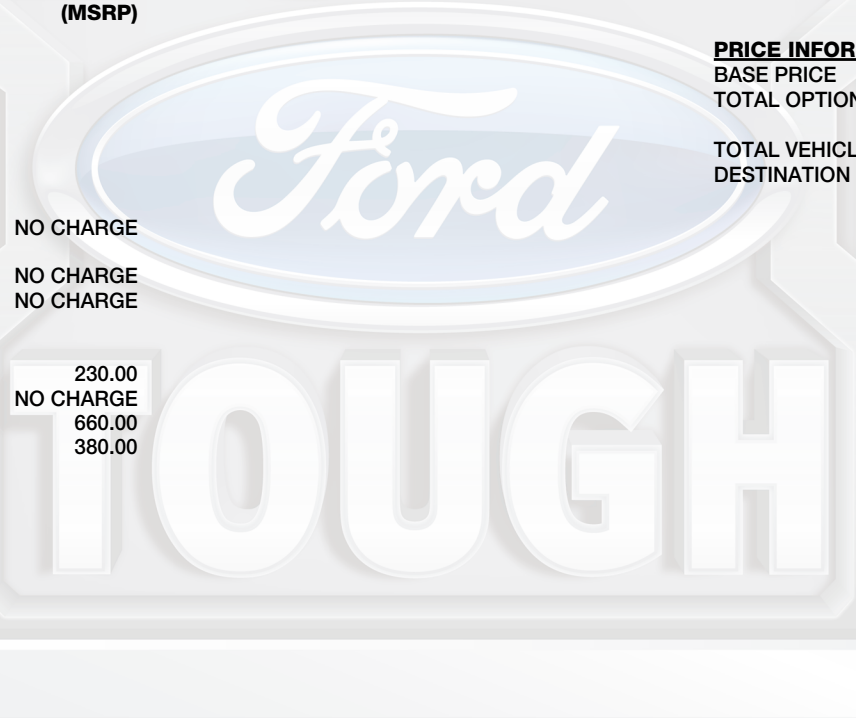 (MSRP)
PRICE INFOR
BASE PRICE
TOTAL OPTION
TOTAL VEHICL
DESTINATION
NO CHARGE
NO CHARGE
NO CHARGE
230.00
NO CHARGE
660.00
380.00
Ford
TOUGH